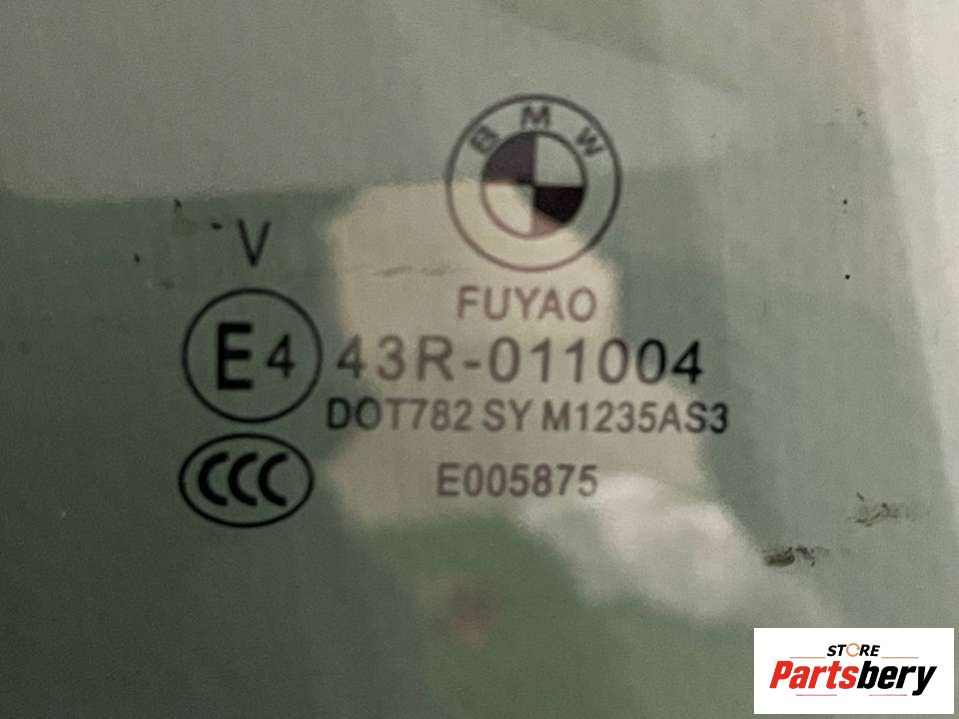 BMW
V
FUYAO
E4 43R-011004
DOT782 SY M1235AS3
CCC E005875
STORE
Partsbery